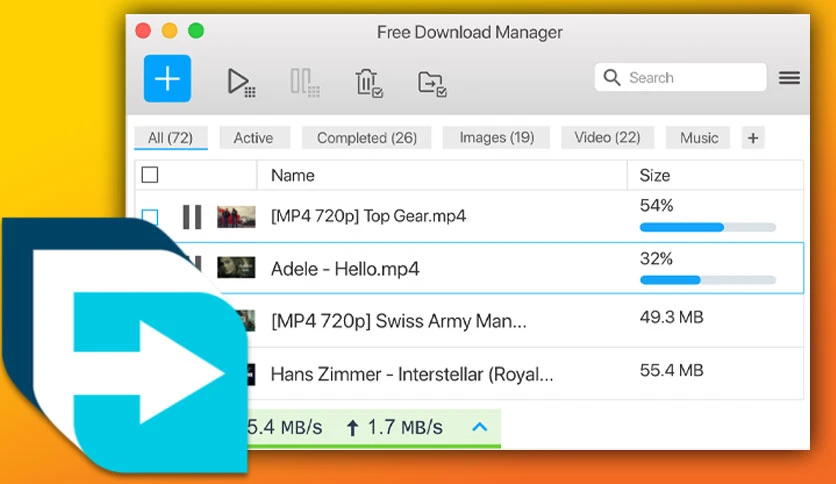 Free Download Manager
Search
All (72) Active Completed (26) Images (19) Video (22) Music +
Name Size
[MP4 720p] Top Gear.mp4 54%
Adele - Hello.mp4 32%
[MP4 720p] Swiss Army Man... 49.3 MB
Hans Zimmer - Interstellar (Royal... 55.4 MB
5.4 MB/s 1.7 MB/s